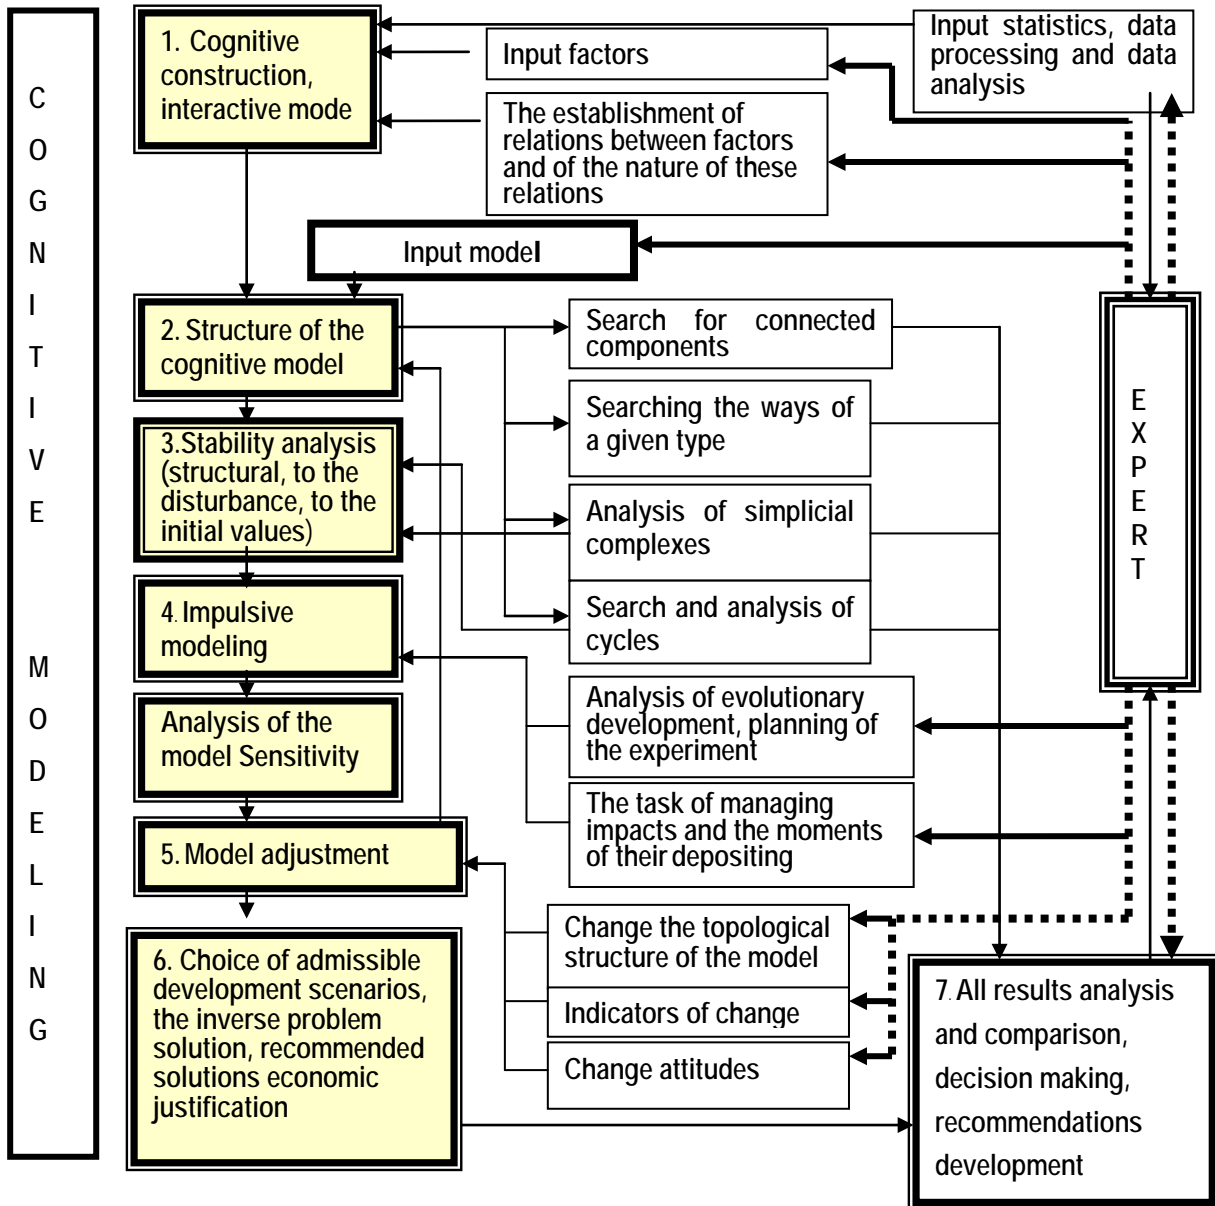 COGNITIVE MODELING
1. Cognitive
construction,
interactive mode
Input factors
Input statistics, data
processing and data
analysis
The establishment of
relations between factors
and of the nature of these
relations
Input model
2. Structure of the
cognitive model
Search for connected
components
Searching the ways of
a given type
EXPERT
3.Stability analysis
(structural, to the
disturbance, to the
initial values)
Analysis of simplicial
complexes
4. Impulsive
modeling
Search and analysis of
cycles
Analysis of the
model Sensitivity
Analysis of evolutionary
development, planning of
the experiment
The task of managing
impacts and the moments
of their depositing
5. Model adjustment
Change the topological
structure of the model
Indicators of change
Change attitudes
6. Choice of admissible
development scenarios,
the inverse problem
solution, recommended
solutions economic
justification
7. All results analysis
and comparison,
decision making,
recommendations
development